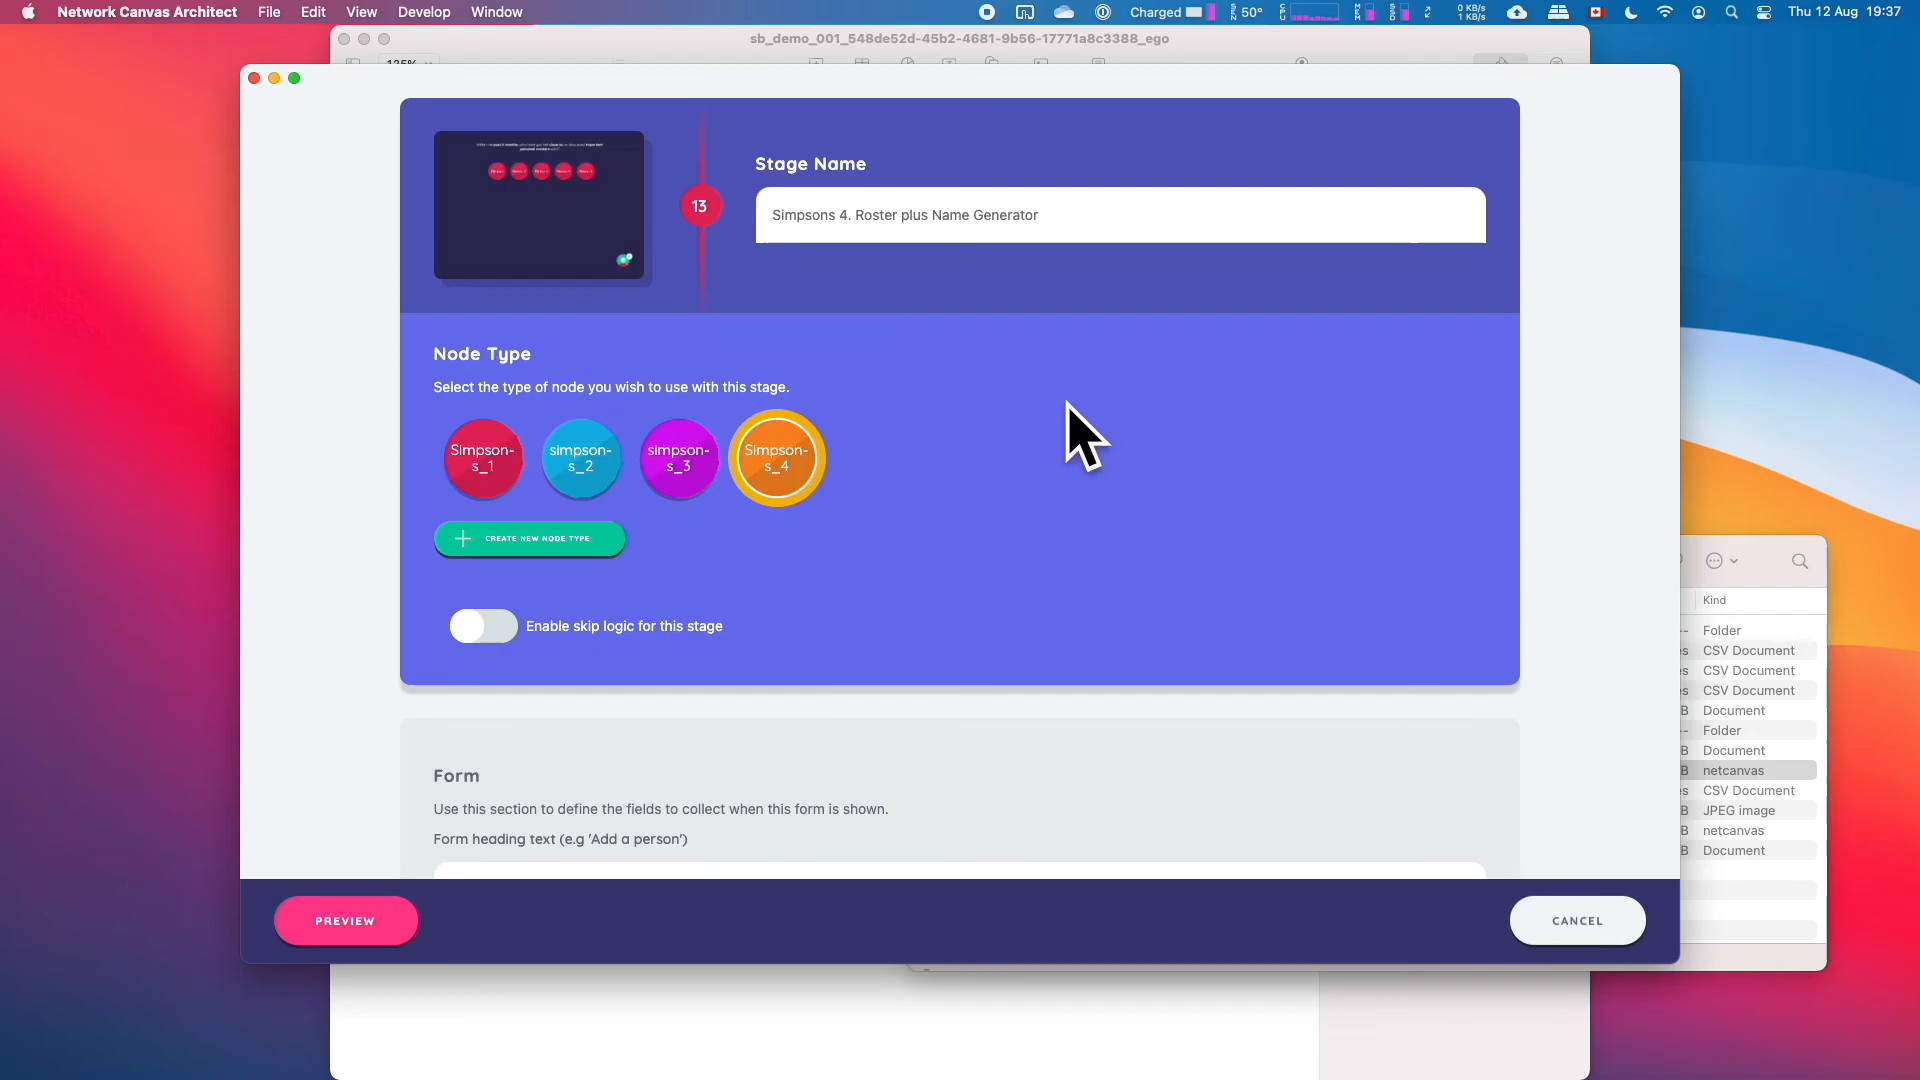 Network Canvas Architect File Edit View Develop Window
Charged 50° 0 KB/s 1 KB/s Thu 12 Aug 19:37
sb_demo_001_548de52d-45b2-4681-9b56-17771a8c3388_ego
13
Stage Name
Simpsons 4. Roster plus Name Generator
Node Type
Select the type of node you wish to use with this stage.
Simpson-
s_1
simpson-
s_2
simpson-
s_3
Simpson-
s_4
CREATE NEW NODE TYPE
Enable skip logic for this stage
Form
Use this section to define the fields to collect when this form is shown.
Form heading text (e.g 'Add a person')
PREVIEW
CANCEL
Kind
Folder
CSV Document
CSV Document
CSV Document
Document
Folder
Document
netcanvas
CSV Document
JPEG image
netcanvas
Document